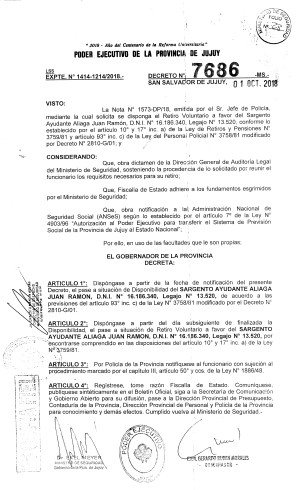 "2018 - Año del Centenario de la Reforma Universitaria"
PODER EJECUTIVO DE LA PROVINCIA DE JUJUY
EXPTE. N° 1414-1214/2018.-
DECRETO N° 7686 -MS.-
SAN SALVADOR DE JUJUY, 01 OCT. 2018
VISTO:
La Nota N° 1573-DP/18, emitida por el Sr. Jefe de Policía,
mediante la cual solicita se disponga el Retiro Voluntario a favor del Sargento
Ayudante Aliaga Juan Ramón, D.N.I. N° 16.186.340, Legajo N° 13.520, conforme lo
establecido por el artículo 10° y 17° inc. a) de la Ley de Retiros y Pensiones N°
3759/81 y artículo 93° inc. c) de la Ley del Personal Policial N° 3758/81 modificado
por Decreto N° 2810-G/01; y
CONSIDERANDO:
Que, obra dictamen de la Dirección General de Auditoría Legal
del Ministerio de Seguridad, sosteniendo la procedencia de lo solicitado por reunir el
funcionario los requisitos necesarios para su retiro;
Que, Fiscalía de Estado adhiere a los fundamentos esgrimidos
por el Ministerio de Seguridad;
Que, obra notificación a la Administración Nacional de
Seguridad Social (ANSeS) según lo establecido por el artículo 7° de la Ley N°
4903/96 "Autorización al Poder Ejecutivo para transferir el Sistema de Previsión
Social de la Provincia de Jujuy al Estado Nacional";
Por ello, en uso de las facultades que le son propias;
EL GOBERNADOR DE LA PROVINCIA
DECRETA:
ARTÍCULO 1°: Dispóngase a partir de la fecha de notificación del presente
Decreto, el pase a situación de Disponibilidad del SARGENTO AYUDANTE ALIAGA
JUAN RAMON, D.N.I. N° 16.186.340, Legajo N° 13.520, de acuerdo a las
previsiones del artículo 93° inc. c) de la Ley N° 3758/81 modificado por el Decreto N°
2810-G/01.
ARTÍCULO 2°: Dispóngase a partir del día subsiguiente de finalizada la
Disponibilidad, el pase a situación de Retiro Voluntario a favor del SARGENTO
AYUDANTE ALIAGA JUAN RAMON, D.N.I. N° 16.186.340, Legajo N° 13.520, por
encontrarse comprendido en las disposiciones del artículo 10° y 17° inc. a) de la Ley
N° 3759/81.
ARTÍCULO 3°: Por Policía de la Provincia notifíquese al funcionario con sujeción al
procedimiento marcado por el capítulo III, artículo 50° y cos. de la Ley N° 1886/48.
ARTÍCULO 4°: Regístrese, tome razón Fiscalía de Estado. Comuníquese,
publíquese sintéticamente en el Boletín Oficial, siga a la Secretaría de Comunicación
y Gobierno Abierto para su difusión, pase a la Dirección Provincial de Presupuesto,
Contaduría de la Provincia, Dirección Provincial de Personal y Policía de la Provincia
para conocimiento y demás efectos. Cumplido vuelva al Ministerio de Seguridad.-
MEYER
MINISTRO DE SEGURIDAD
PODER EJECUTIVO
JUJUY
C.P.N. GERARDO RUBEN MORALES
GOBERNADOR